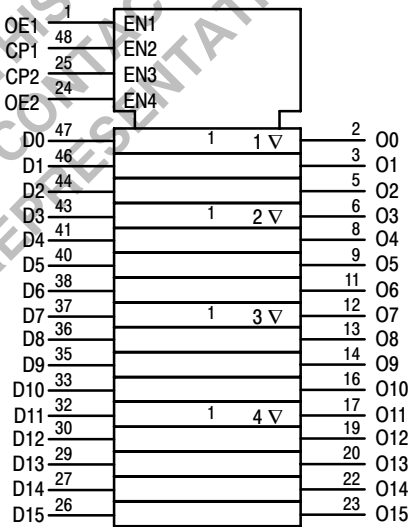 THIS
CONTAC
REPRESENTATI
OE1 1 EN1
CP1 48 EN2
CP2 25 EN3
OE2 24 EN4
D0 47 1 1 ∇ 2 O0
D1 46 3 O1
D2 44 5 O2
D3 43 1 2 ∇ 6 O3
D4 41 8 O4
D5 40 9 O5
D6 38 11 O6
D7 37 1 3 ∇ 12 O7
D8 36 13 O8
D9 35 14 O9
D10 33 16 O10
D11 32 1 4 ∇ 17 O11
D12 30 19 O12
D13 29 20 O13
D14 27 22 O14
D15 26 23 O15